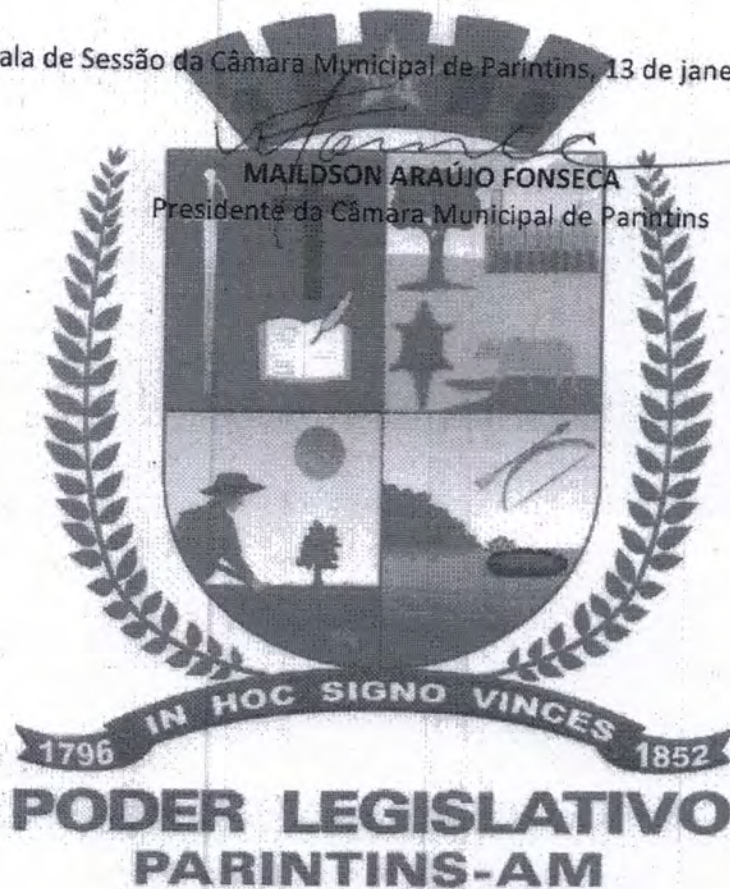 ala de Sessão da Câmara Municipal de Parintins, 13 de jane
MAILDSON ARAÚJO FONSECA
Presidente da Câmara Municipal de Parintins
IN HOC SIGNO VINCES
1796 1852
PODER LEGISLATIVO
PARINTINS-AM